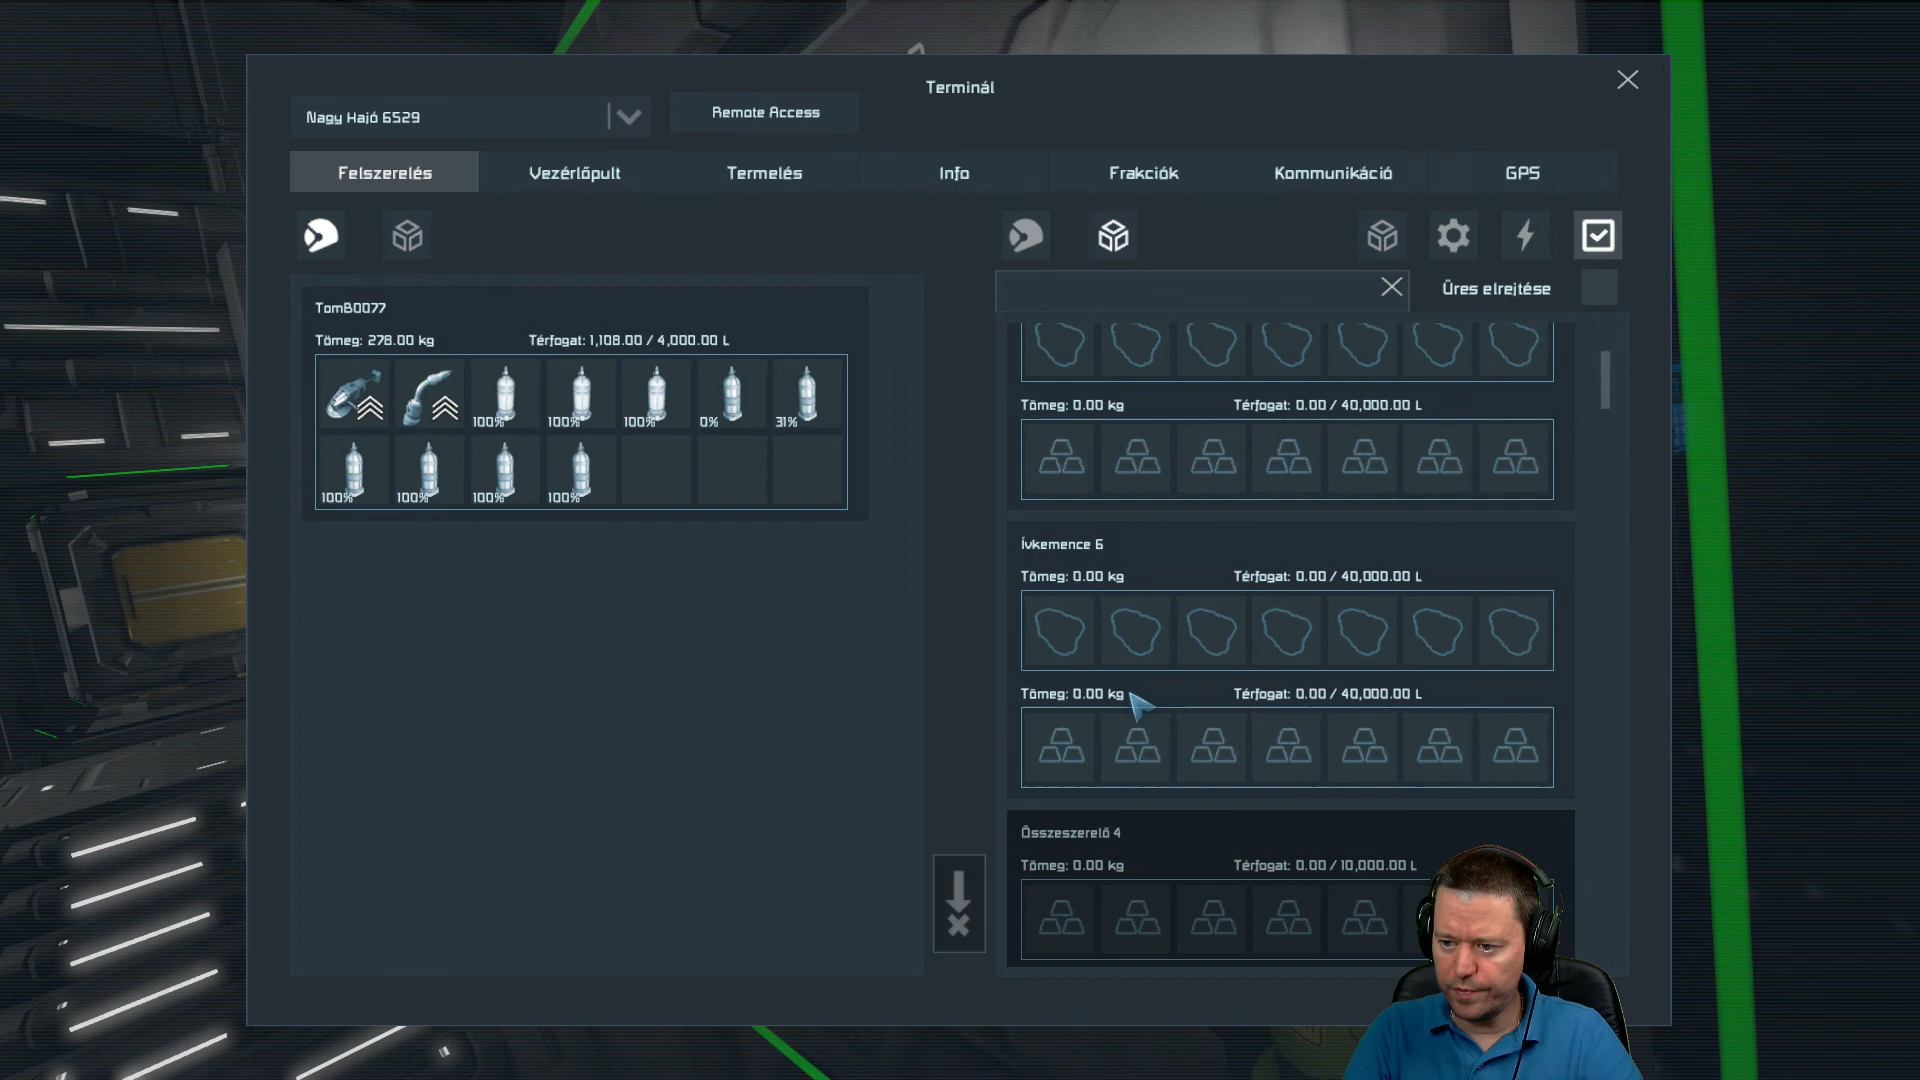 Terminál
Nagy Hajó 6529
Remote Access
Felszerelés
Vezérlőpult
Termelés
Info
Frakciók
Kommunikáció
GPS
Üres elrejtése
TomB0077
Tömeg: 278.00 kg
Térfogat: 1,108.00 / 4,000.00 L
100%
100%
100%
0%
31%
100%
100%
100%
100%
Tömeg: 0.00 kg
Térfogat: 0.00 / 40,000.00 L
Ívkemence 6
Tömeg: 0.00 kg
Térfogat: 0.00 / 40,000.00 L
Tömeg: 0.00 kg
Térfogat: 0.00 / 40,000.00 L
Összeszerelő 4
Tömeg: 0.00 kg
Térfogat: 0.00 / 10,000.00 L